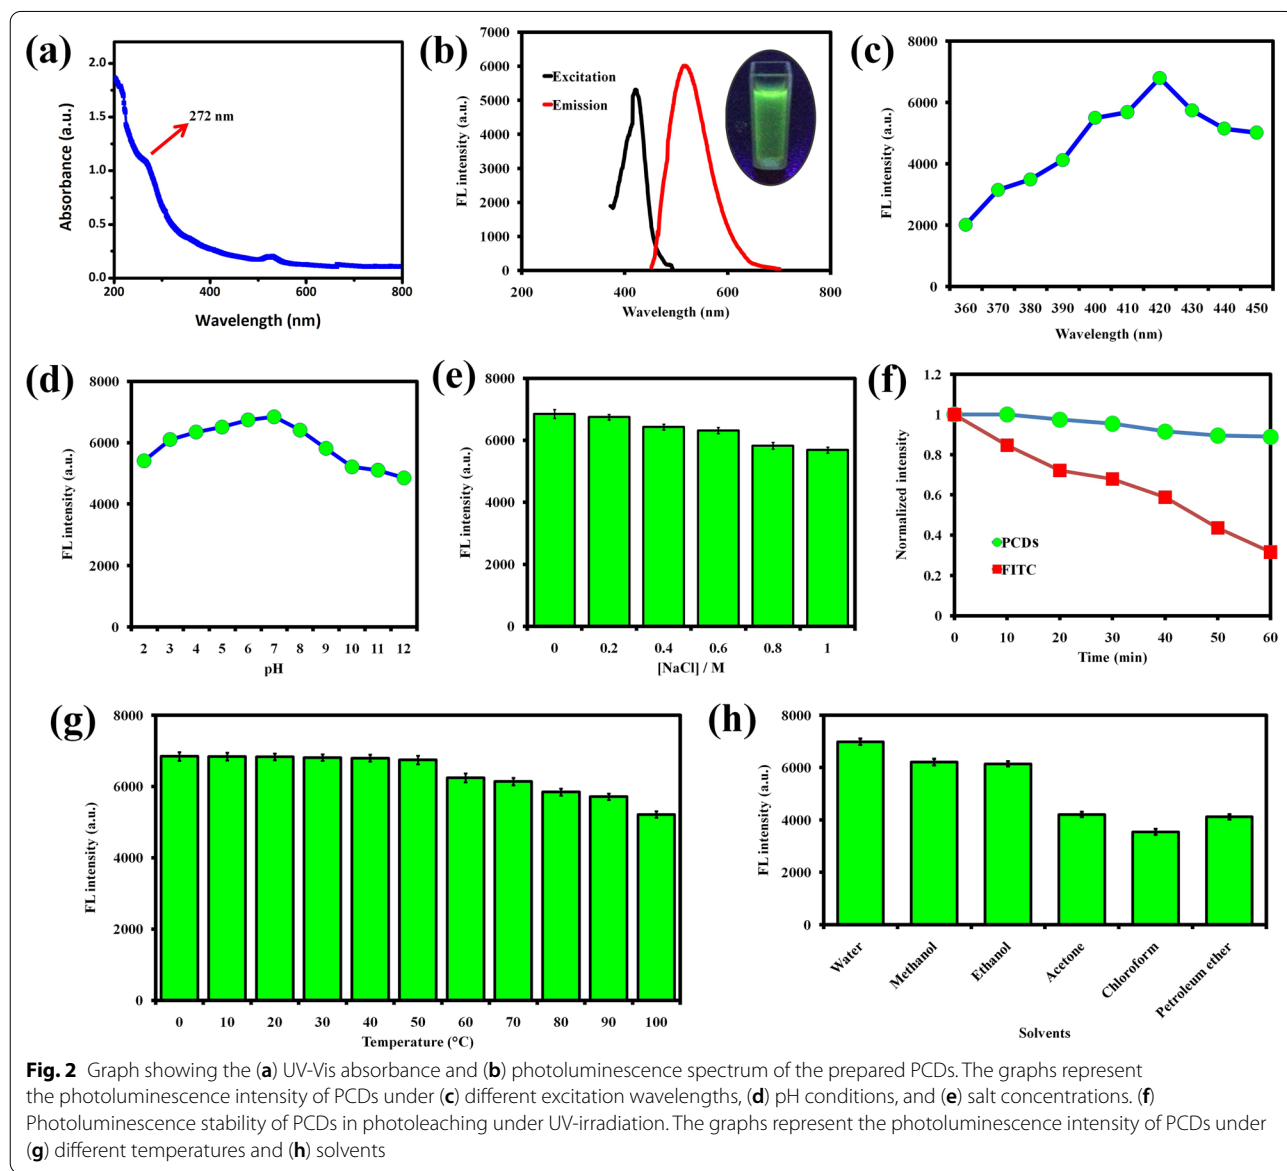 (a)
2.0
1.5
1.0
0.5
0.0
Absorbance (a.u.)
272 nm
200 400 600 800
Wavelength (nm)
(b)
7000
6000
5000
4000
3000
2000
1000
0
FL intensity (a.u.)
Excitation
Emission
200 400 600 800
Wavelength (nm)
(c)
8000
6000
4000
2000
0
FL intensity (a.u.)
360 370 380 390 400 410 420 430 440 450
Wavelength (nm)
(d)
8000
6000
4000
2000
0
FL intensity (a.u.)
2 3 4 5 6 7 8 9 10 11 12
pH
(e)
8000
6000
4000
2000
0
FL intensity (a.u.)
0 0.2 0.4 0.6 0.8 1
[NaCl] / M
(f)
1.2
1
0.8
0.6
0.4
0.2
0
Normalized intensity
PCDs
FITC
0 10 20 30 40 50 60
Time (min)
(g)
8000
6000
4000
2000
0
FL intensity (a.u.)
0 10 20 30 40 50 60 70 80 90 100
Temperature (°C)
(h)
8000
6000
4000
2000
0
FL intensity (a.u.)
Water Methanol Ethanol Acetone Chloroform Petroleum ether
Solvents
Fig. 2 Graph showing the (a) UV-Vis absorbance and (b) photoluminescence spectrum of the prepared PCDs. The graphs represent
the photoluminescence intensity of PCDs under (c) different excitation wavelengths, (d) pH conditions, and (e) salt concentrations. (f)
Photoluminescence stability of PCDs in photoleaching under UV-irradiation. The graphs represent the photoluminescence intensity of PCDs under
(g) different temperatures and (h) solvents